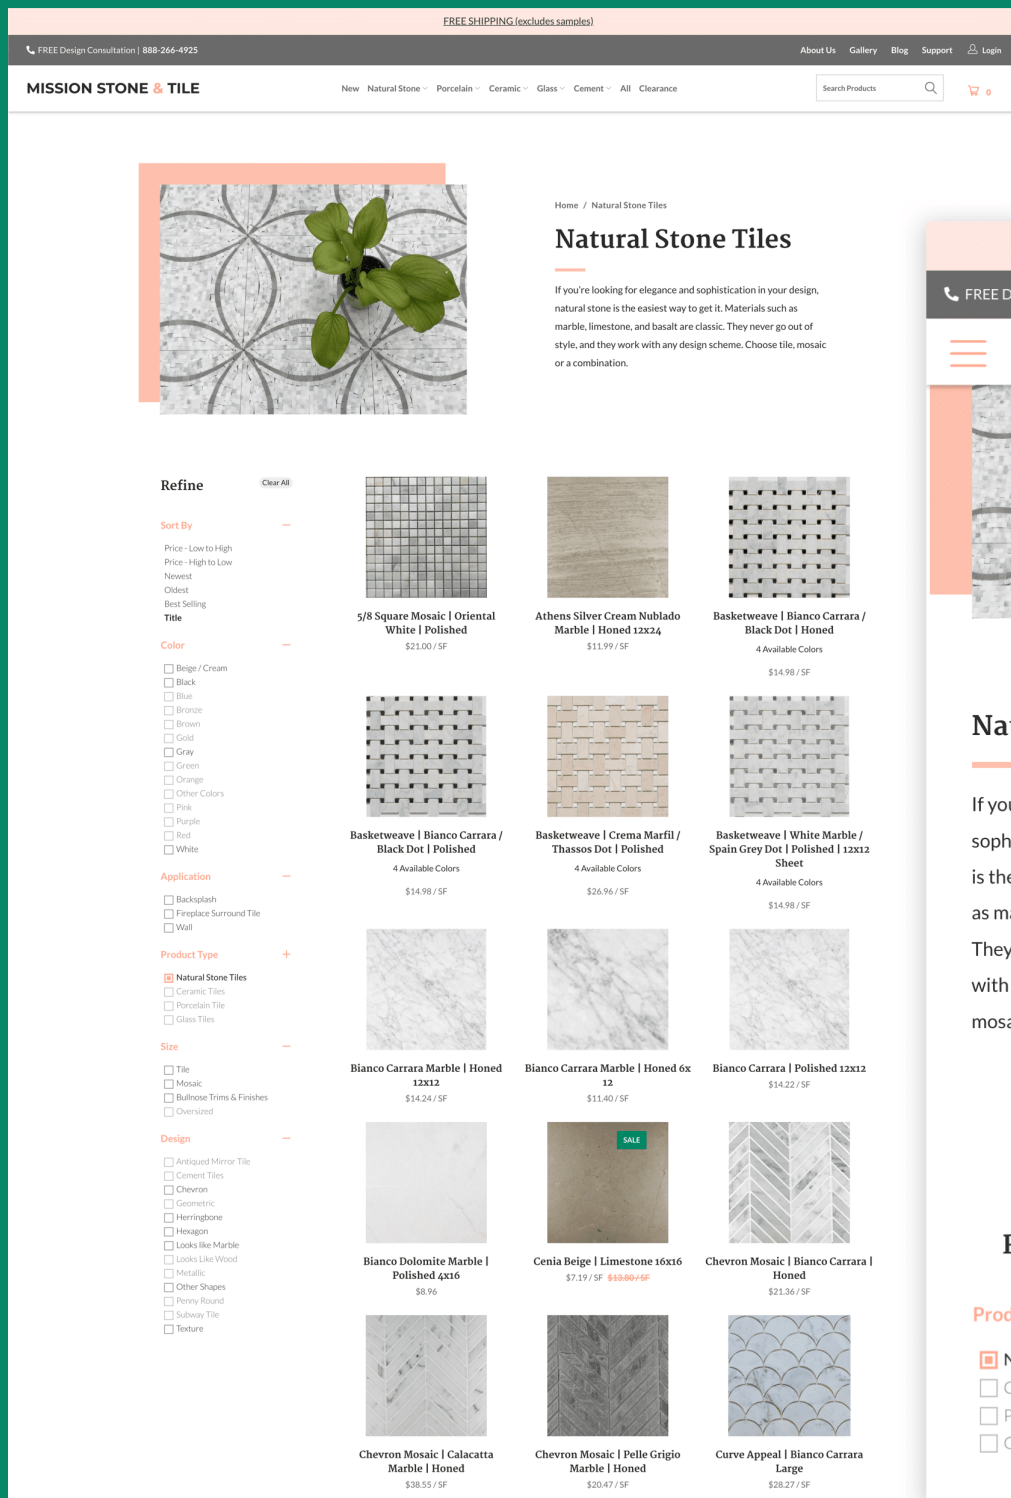 FREE SHIPPING (excludes samples)
FREE Design Consultation | 888-266-4925
About Us Gallery Blog Support Login
MISSION STONE & TILE
New Natural Stone Porcelain Ceramic Glass Cement All Clearance
Search Products
0
Home / Natural Stone Tiles
Natural Stone Tiles
If you're looking for elegance and sophistication in your design,
natural stone is the easiest way to get it. Materials such as
marble, limestone, and basalt are classic. They never go out of
style, and they work with any design scheme. Choose tile, mosaic
or a combination.
Refine
Clear All
Sort By
Price - Low to High
Price - High to Low
Newest
Oldest
Best Selling
Title
Color
Beige / Cream
Black
Blue
Bronze
Brown
Gold
Gray
Green
Orange
Other Colors
Pink
Purple
Red
White
Application
Backsplash
Fireplace Surround Tile
Wall
Product Type
Natural Stone Tiles
Ceramic Tiles
Porcelain Tile
Glass Tiles
Size
Tile
Mosaic
Bullnose Trims & Finishes
Oversized
Design
Antiqued Mirror Tile
Cement Tiles
Chevron
Geometric
Herringbone
Hexagon
Looks like Marble
Looks Like Wood
Metallic
Other Shapes
Penny Round
Subway Tile
Texture
5/8 Square Mosaic | Oriental
White | Polished
$21.00 / SF
Athens Silver Cream Nublado
Marble | Honed 12x24
$11.99 / SF
Basketweave | Bianco Carrara /
Black Dot | Honed
4 Available Colors
$14.98 / SF
Basketweave | Bianco Carrara /
Black Dot | Polished
4 Available Colors
$14.98 / SF
Basketweave | Crema Marfil /
Thassos Dot | Polished
4 Available Colors
$26.96 / SF
Basketweave | White Marble /
Spain Grey Dot | Polished | 12x12
Sheet
4 Available Colors
$14.98 / SF
Bianco Carrara Marble | Honed
12x12
$14.24 / SF
Bianco Carrara Marble | Honed 6x
12
$11.40 / SF
Bianco Carrara | Polished 12x12
$14.22 / SF
Bianco Dolomite Marble |
Polished 4x16
$8.96
SALE
Cenia Beige | Limestone 16x16
$7.19 / SF $13.80 / SF
Chevron Mosaic | Bianco Carrara |
Honed
$21.36 / SF
Chevron Mosaic | Calacatta
Marble | Honed
$38.55 / SF
Chevron Mosaic | Pelle Grigio
Marble | Honed
$20.47 / SF
Curve Appeal | Bianco Carrara
Large
$28.27 / SF
FREE D
Na
If you
soph
is the
as ma
They
with
mosa
Prod